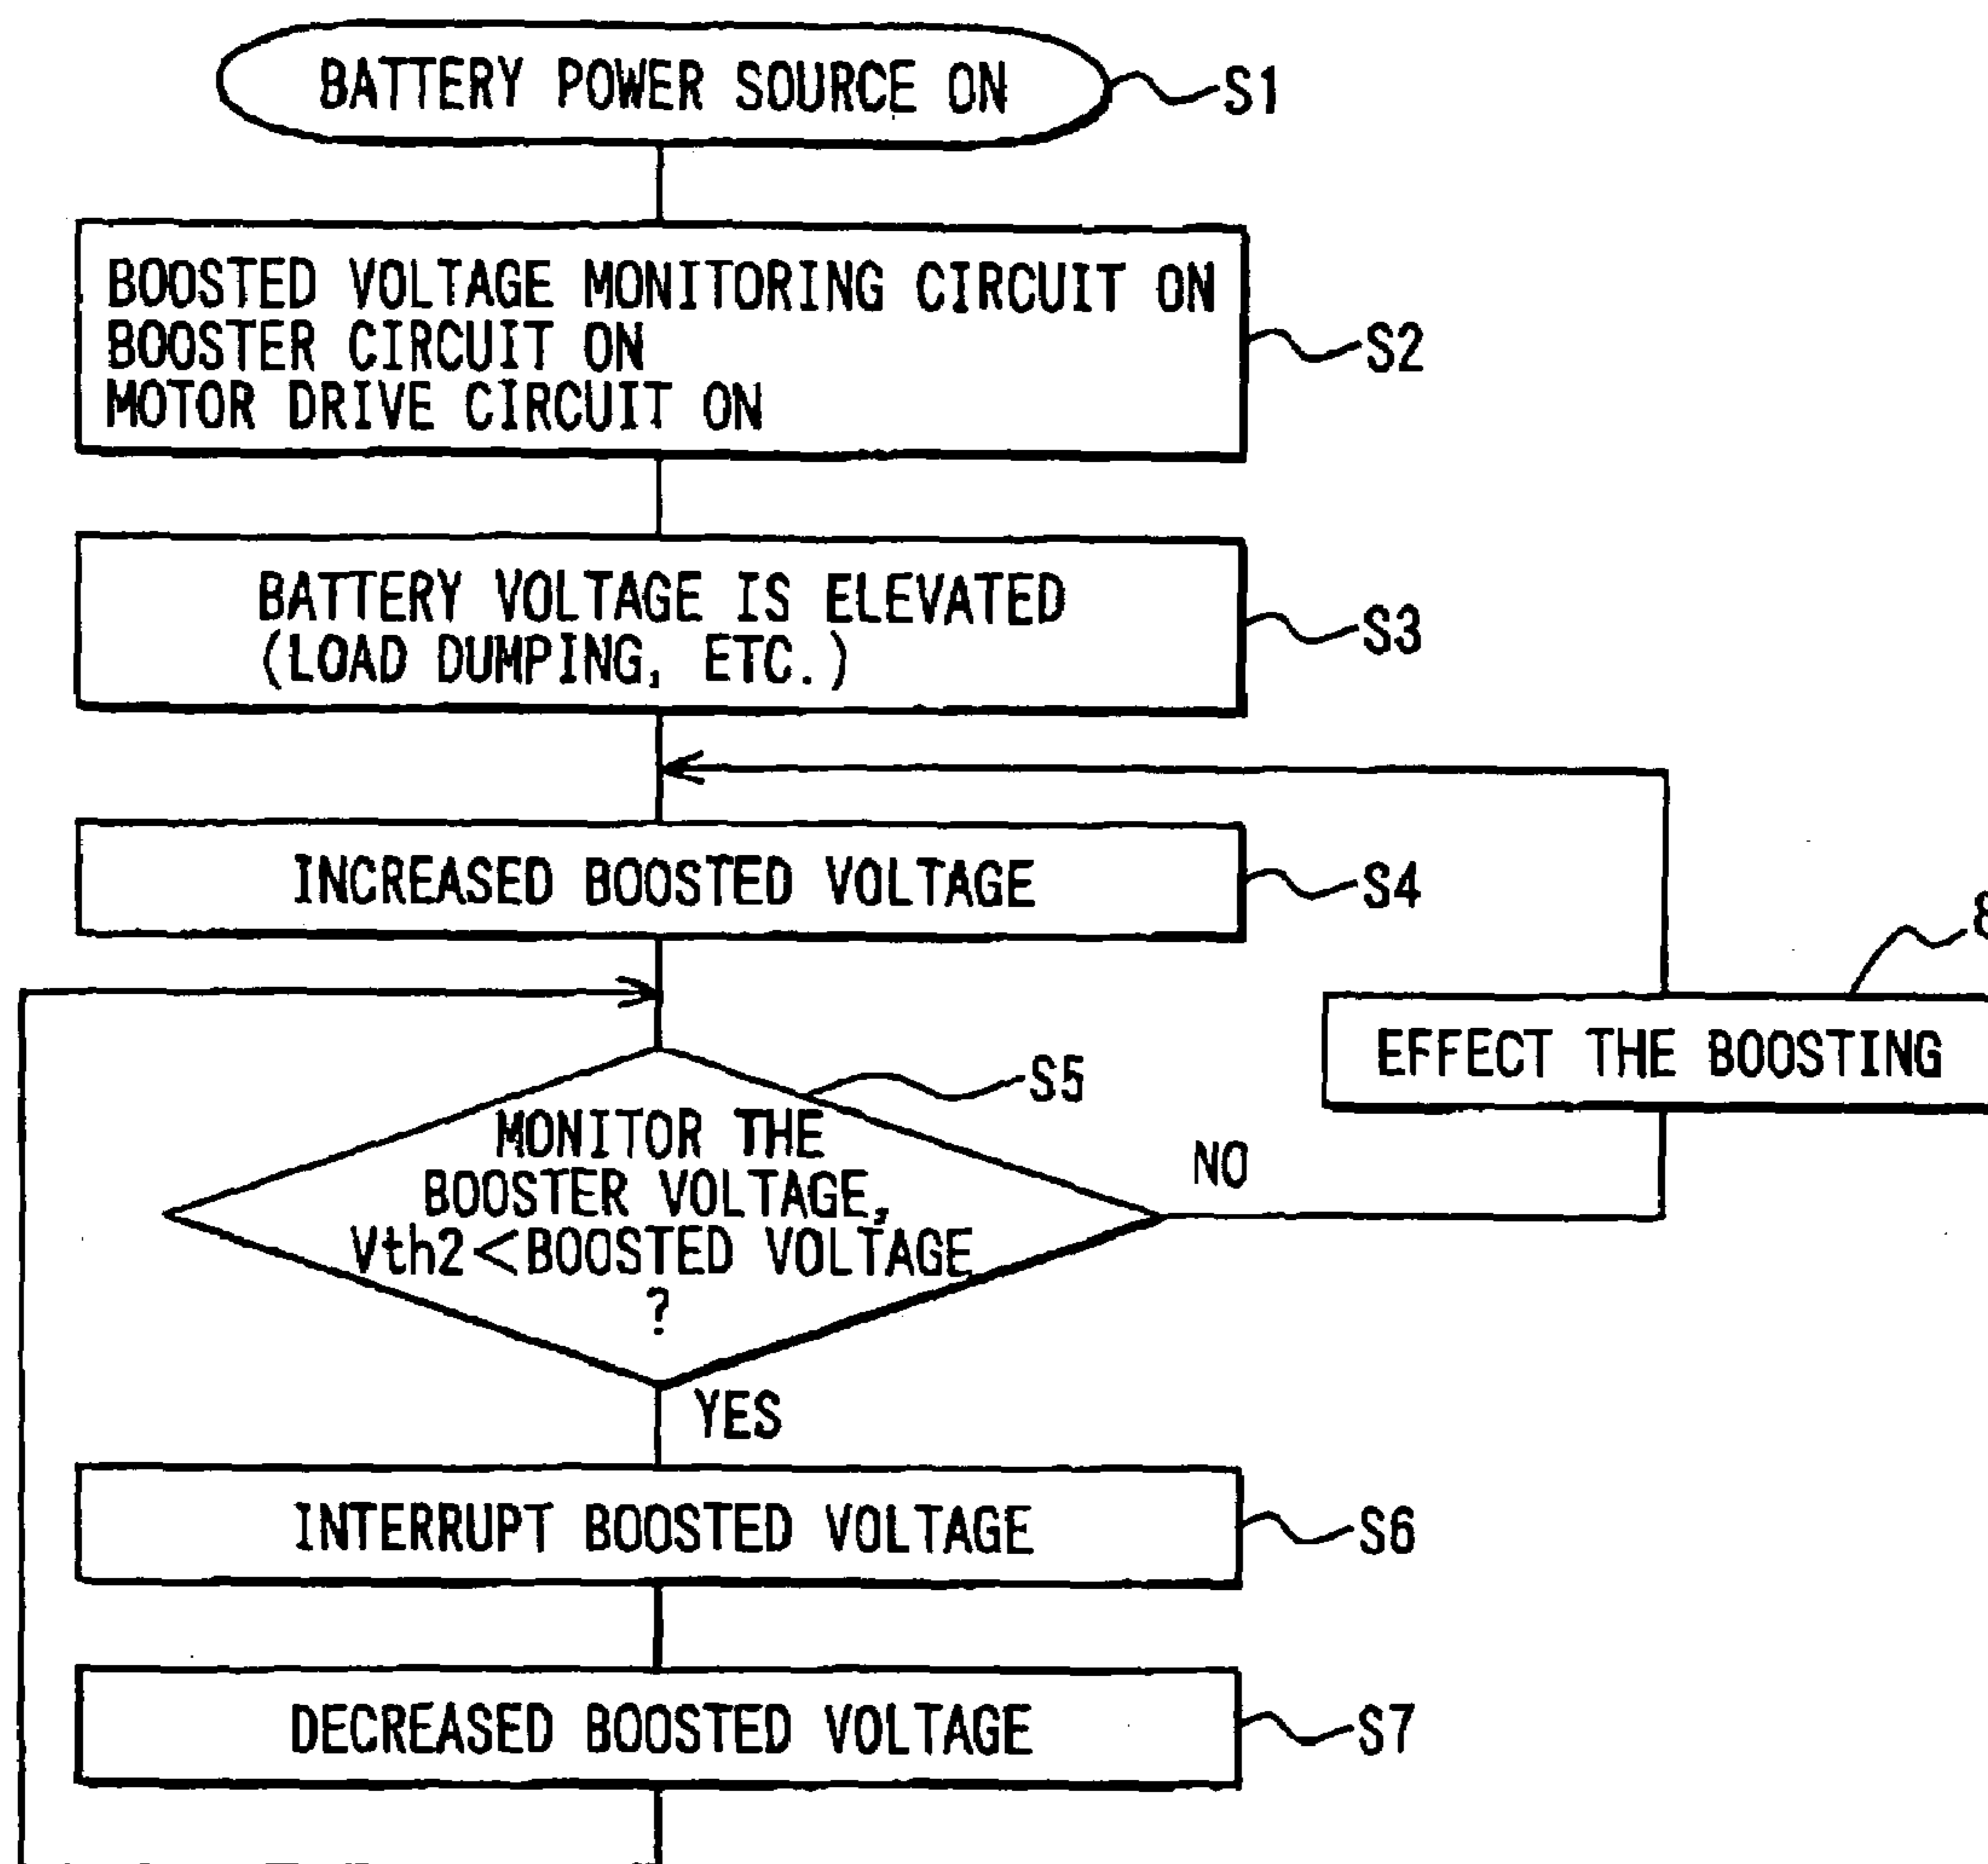 BATTERY POWER SOURCE ON
S1
BOOSTED VOLTAGE MONITORING CIRCUIT ON
BOOSTER CIRCUIT ON
MOTOR DRIVE CIRCUIT ON
S2
BATTERY VOLTAGE IS ELEVATED
(LOAD DUMPING, ETC.)
S3
INCREASED BOOSTED VOLTAGE
S4
EFFECT THE BOOSTING
S5
MONITOR THE
BOOSTER VOLTAGE,
Vth2<BOOSTED VOLTAGE
?
NO
YES
INTERRUPT BOOSTED VOLTAGE
S6
DECREASED BOOSTED VOLTAGE
S7